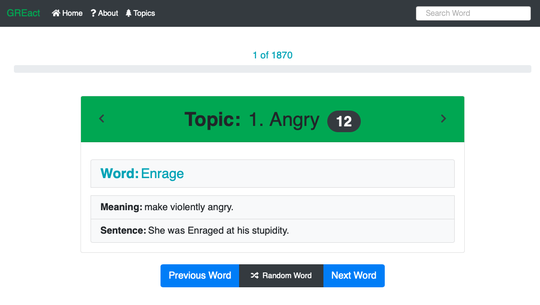 GREact Home About Topics Search Word
1 of 1870
Topic: 1. Angry 12
Word: Enrage
Meaning: make violently angry.
Sentence: She was Enraged at his stupidity.
Previous Word Random Word Next Word